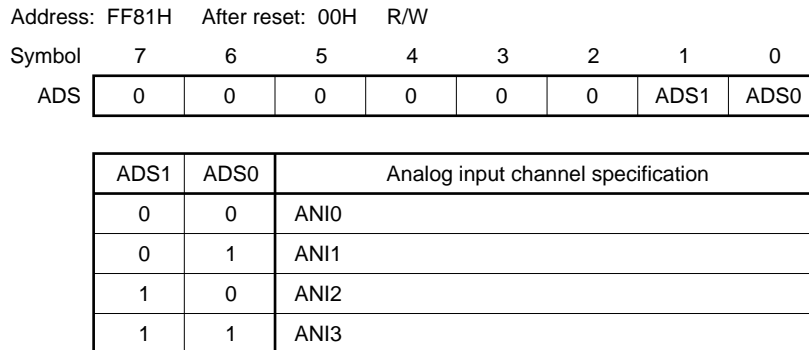 Address: FF81H After reset: 00H R/W
Symbol 7 6 5 4 3 2 1 0
ADS 0 0 0 0 0 0 ADS1 ADS0
ADS1 ADS0 Analog input channel specification
0 0 ANI0
0 1 ANI1
1 0 ANI2
1 1 ANI3